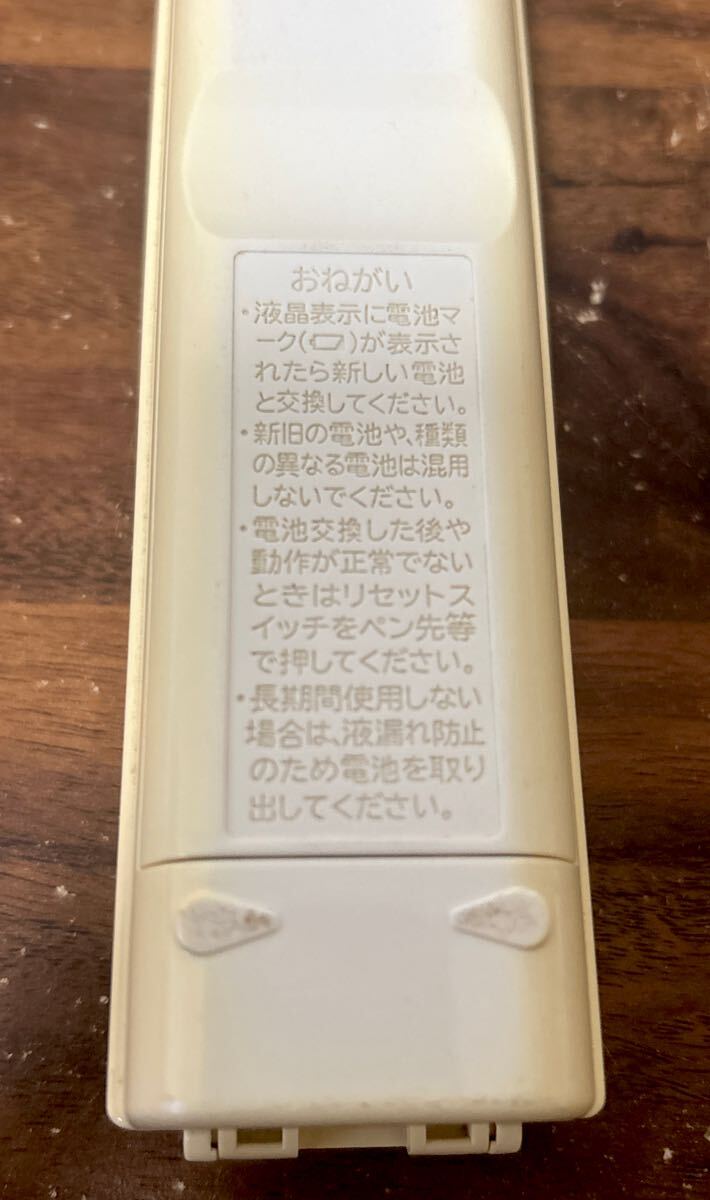 おねがい
・液晶表示に電池マ
ーク( )が表示さ
れたら新しい電池
と交換してください。
・新旧の電池や、種類
の異なる電池は混用
しないでください。
・電池交換した後や
動作が正常でない
ときはリセットス
イッチをペン先等
で押してください。
・長期間使用しない
場合は、液漏れ防止
のため電池を取り
出してください。